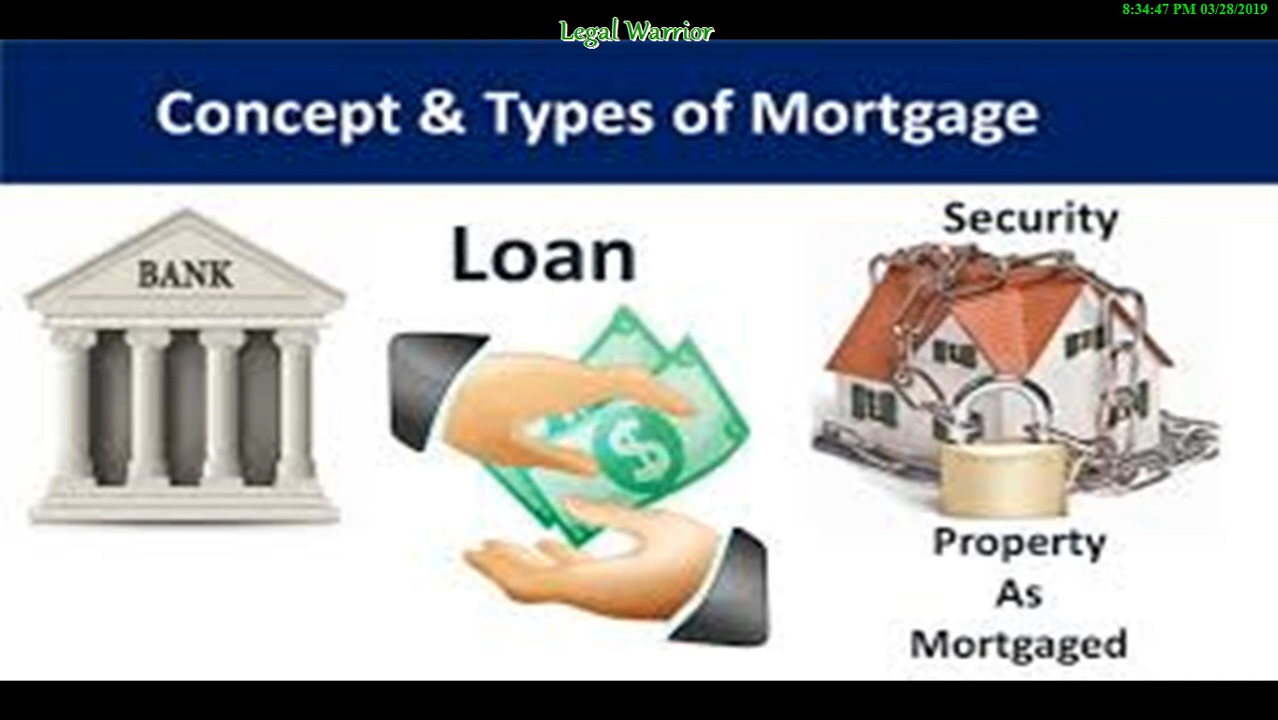 8:34:47 PM 03/28/2019
Legal Warrior
Concept & Types of Mortgage
BANK
Loan
$
Security
Property
As
Mortgaged